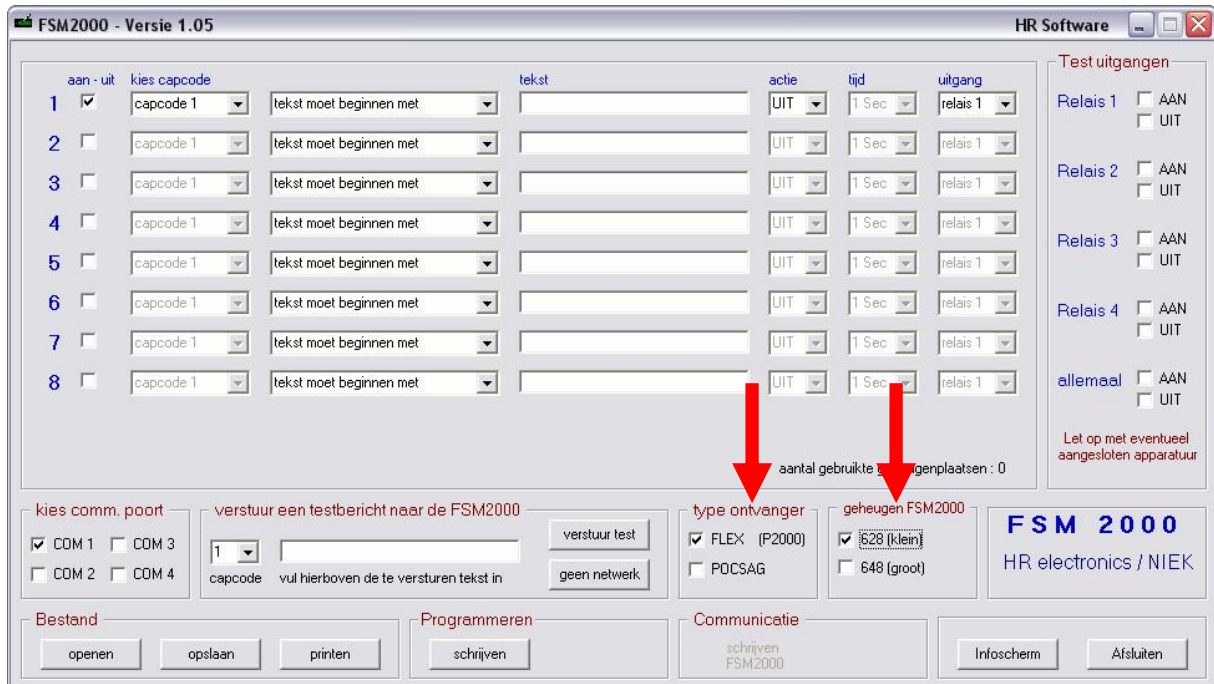 FSM2000 - Versie 1.05 HR Software
aan - uit kies capcode tekst actie tijd uitgang
1 capcode 1 tekst moet beginnen met UIT 1 Sec relais 1
2 capcode 1 tekst moet beginnen met UIT 1 Sec relais 1
3 capcode 1 tekst moet beginnen met UIT 1 Sec relais 1
4 capcode 1 tekst moet beginnen met UIT 1 Sec relais 1
5 capcode 1 tekst moet beginnen met UIT 1 Sec relais 1
6 capcode 1 tekst moet beginnen met UIT 1 Sec relais 1
7 capcode 1 tekst moet beginnen met UIT 1 Sec relais 1
8 capcode 1 tekst moet beginnen met UIT 1 Sec relais 1
aantal gebruikte : 0
Test uitgangen
Relais 1 AAN
UIT
Relais 2 AAN
UIT
Relais 3 AAN
UIT
Relais 4 AAN
UIT
allemaal AAN
UIT
Let op met eventueel
aangesloten apparatuur
kies comm. poort
COM 1 COM 3
COM 2 COM 4
verstuur een testbericht naar de FSM2000
1 verstuur test
capcode vul hierboven de te versturen tekst in geen netwerk
type ontvanger
FLEX (P2000)
POCSAG
geheugen FSM2000
628 (klein)
648 (groot)
FSM 2000
HR electronics / NIEK
Bestand
openen opslaan printen
Programmeren
schrijven
Communicatie
schrijven
FSM2000
Infoscherm Afsluiten